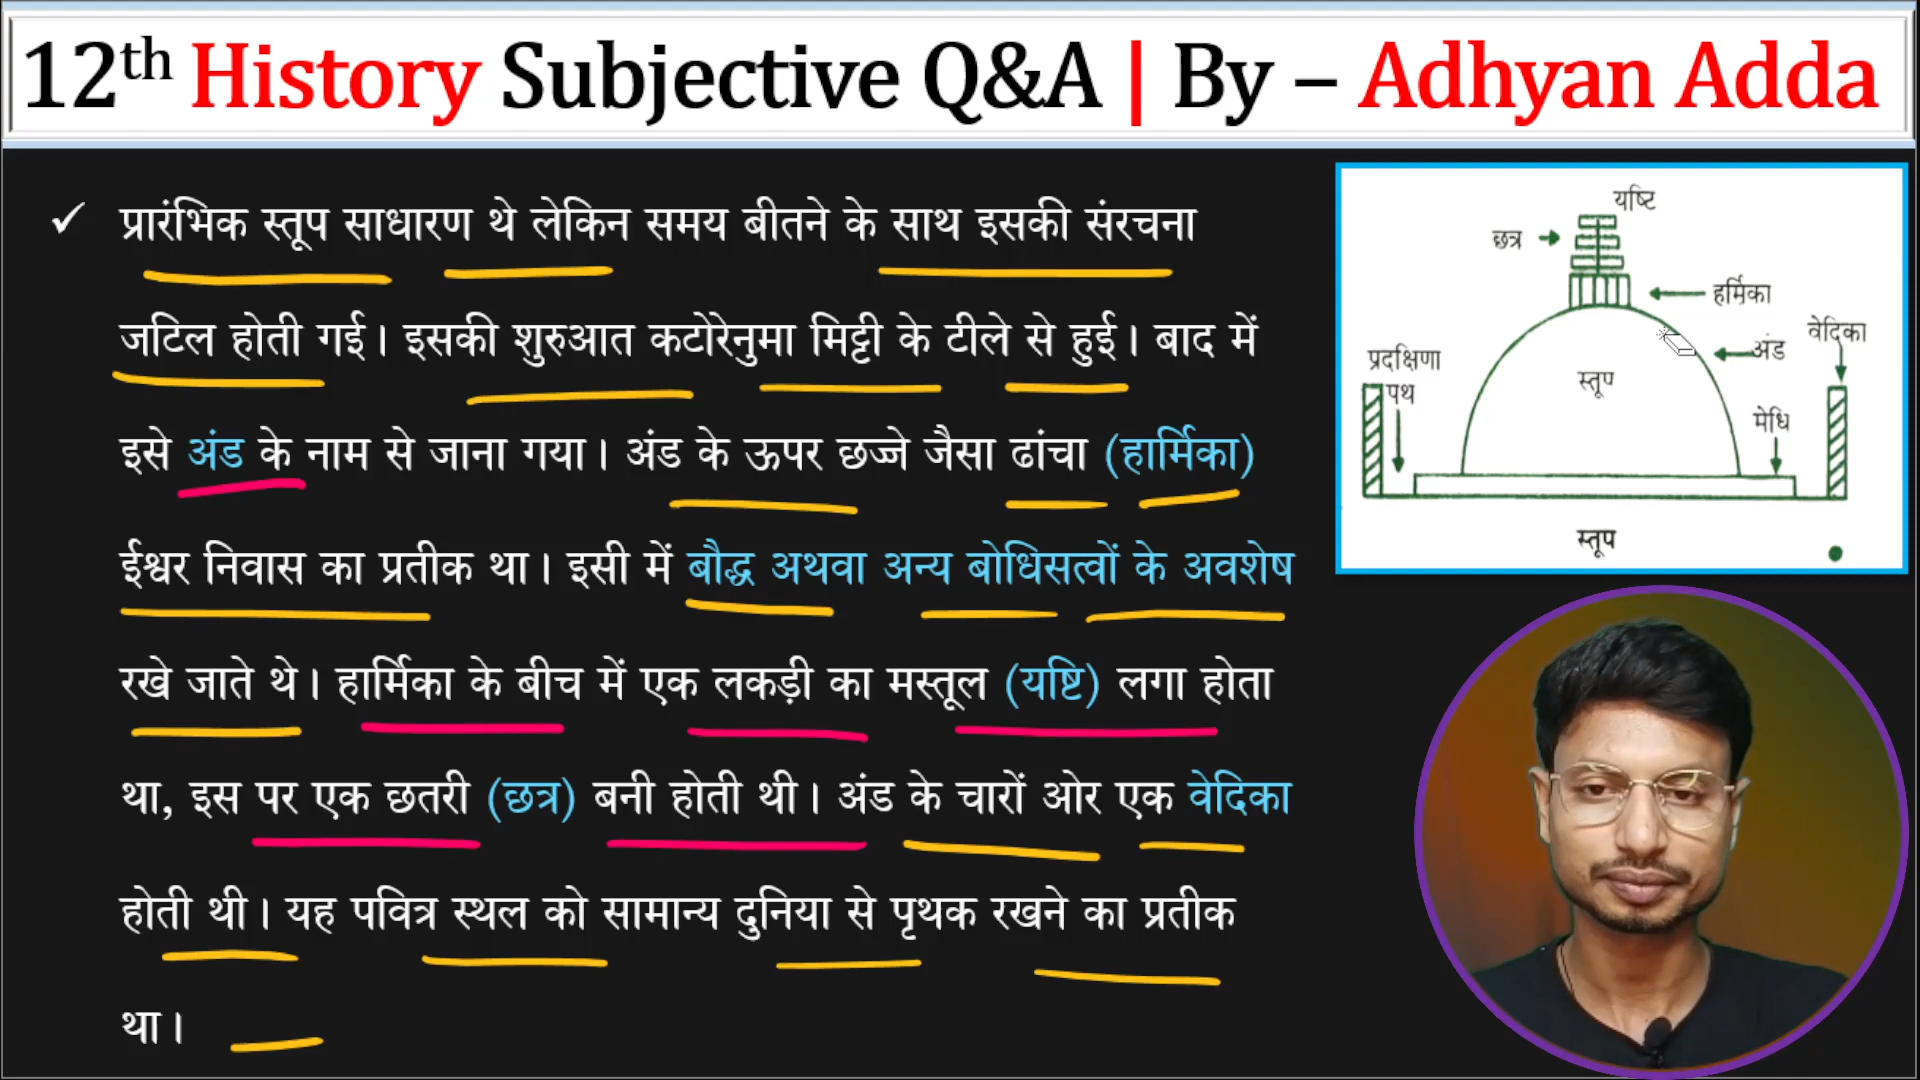 12th History Subjective Q&A | By – Adhyan Adda
✓ प्रारंभिक स्तूप साधारण थे लेकिन समय बीतने के साथ इसकी संरचना
जटिल होती गई। इसकी शुरुआत कटोरेनुमा मिट्टी के टीले से हुई। बाद में
इसे अंड के नाम से जाना गया। अंड के ऊपर छज्जे जैसा ढांचा (हार्मिका)
ईश्वर निवास का प्रतीक था। इसी में बौद्ध अथवा अन्य बोधिसत्वों के अवशेष
रखे जाते थे। हार्मिका के बीच में एक लकड़ी का मस्तूल (यष्टि) लगा होता
था, इस पर एक छतरी (छत्र) बनी होती थी। अंड के चारों ओर एक वेदिका
होती थी। यह पवित्र स्थल को सामान्य दुनिया से पृथक रखने का प्रतीक
था।
यष्टि
छत्र
हर्मिका
वेदिका
अंड
प्रदक्षिणा
पथ
स्तूप
मेधि
स्तूप